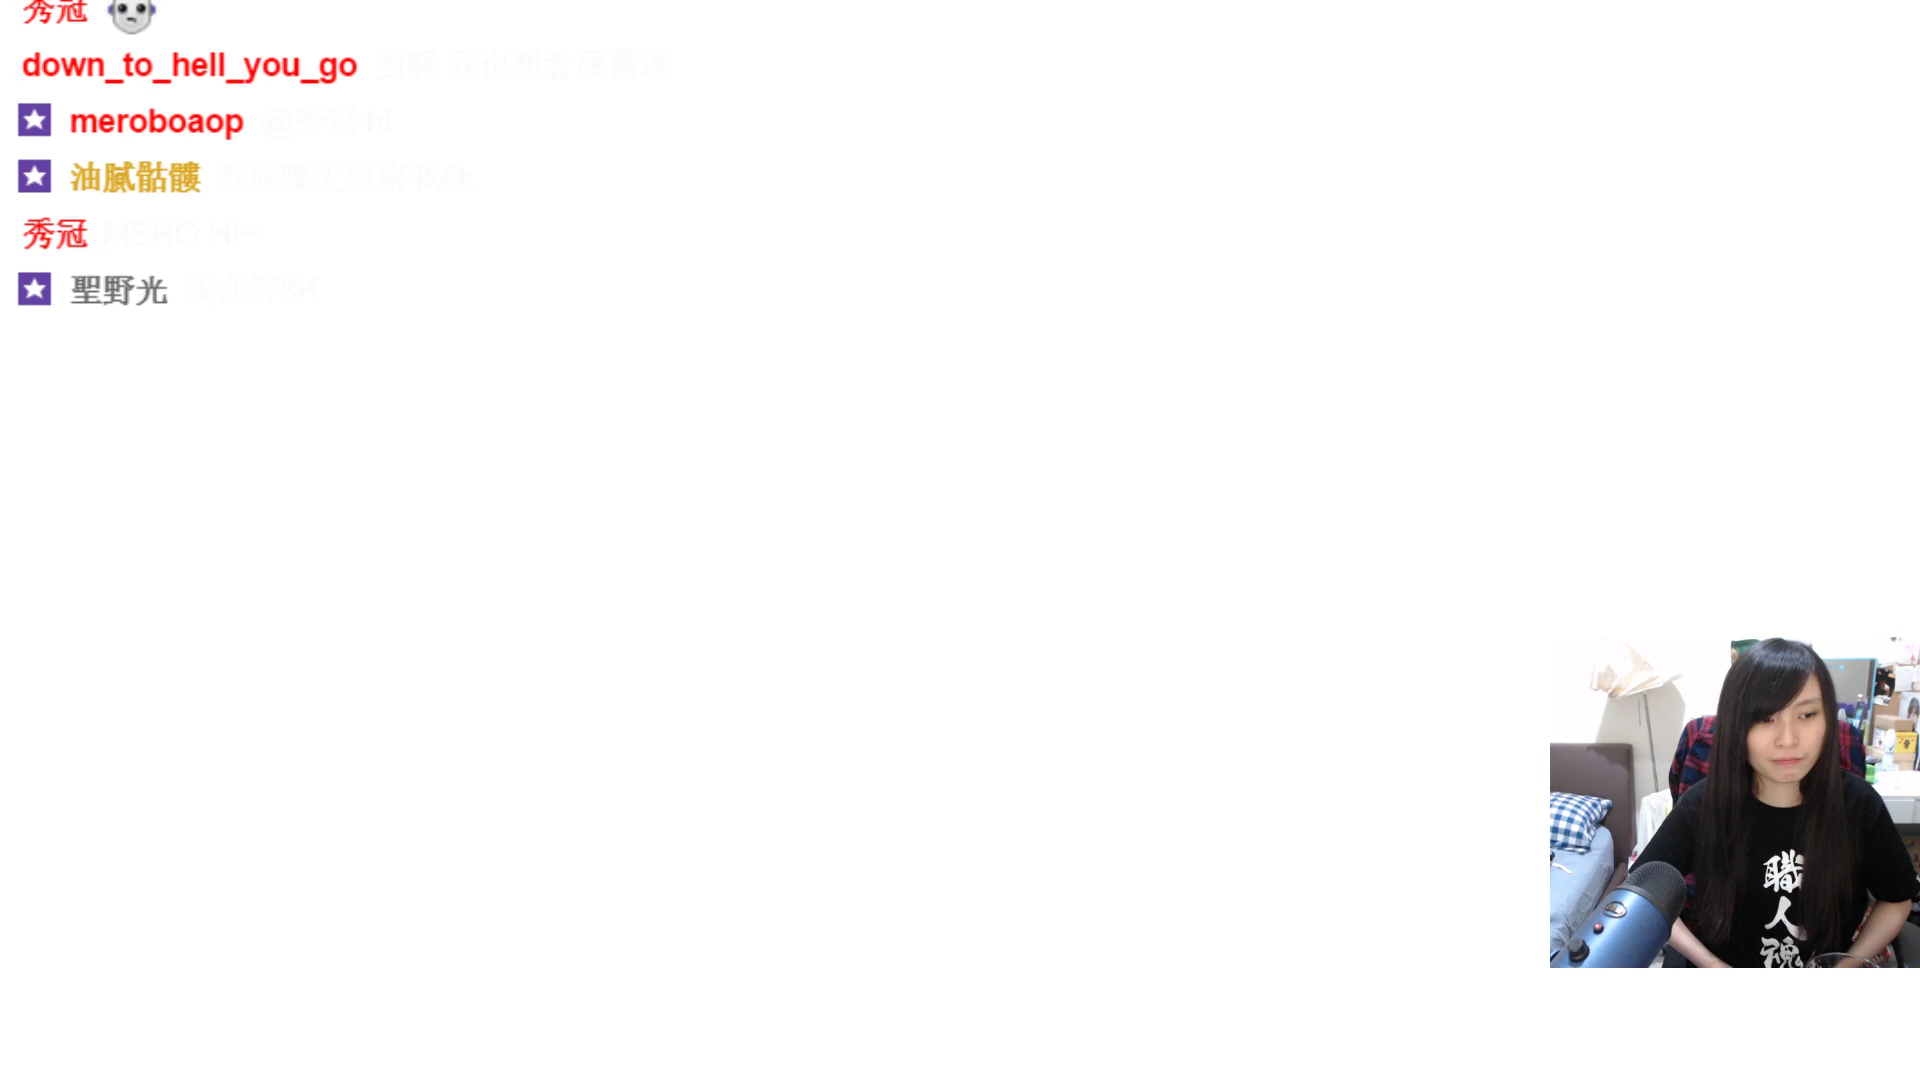 秀冠
down_to_hell_you_go 對啊 我也想看薩爾達
meroboaop @秀冠 hi
油膩骷髏 到底哪天要綁我4k
秀冠 MERO Hi~
聖野光 我在等8K
職人魂